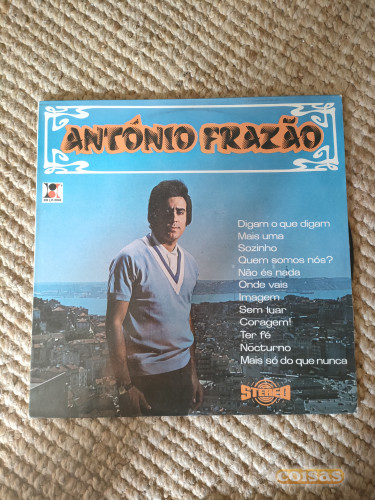 ANTÓNIO FRAZÃO
Digam o que digam
Mais uma
Sozinho
Quem somos nós?
Não és nada
Onde vais
Imagem
Sem luar
Coragem!
Ter fé
Nocturno
Mais só do que nunca
STEREO
coisas